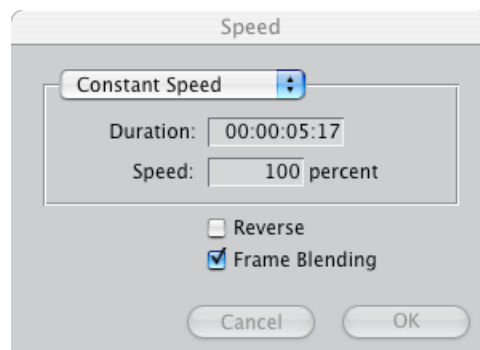 Speed
Constant Speed
Duration: 00:00:05:17
Speed: 100 percent
Reverse
Frame Blending
Cancel OK